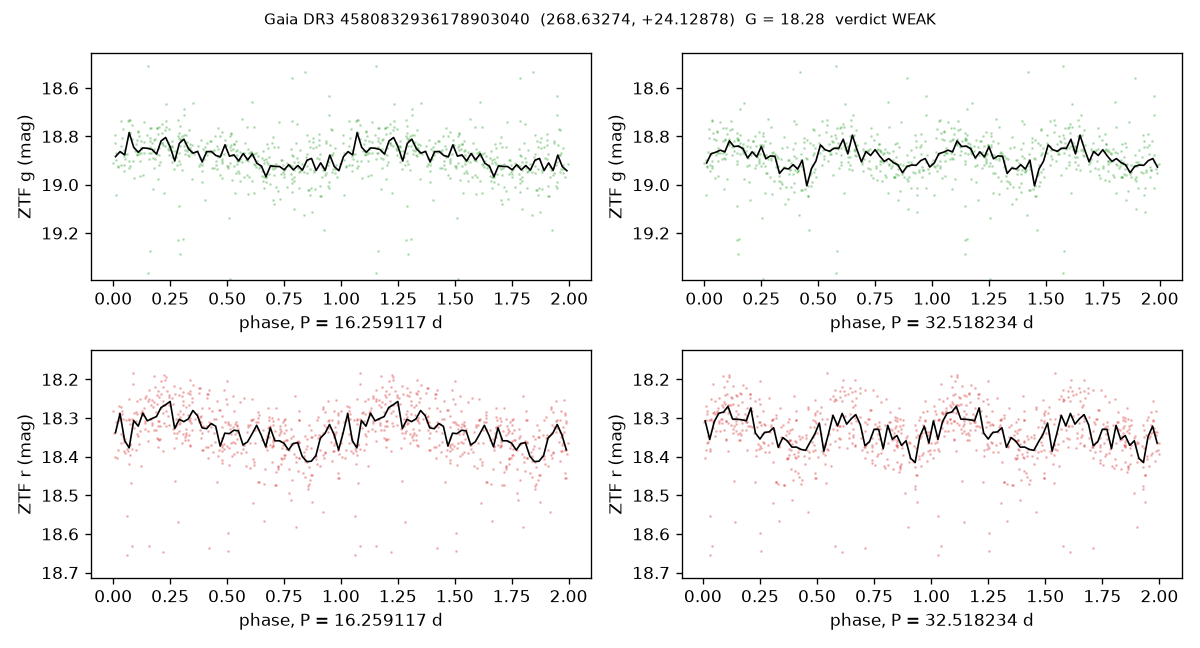 Gaia DR3 4580832936178903040 (268.63274, +24.12878) G = 18.28 verdict WEAK
ZTF g (mag)
18.6
18.8
19.0
19.2
0.00 0.25 0.50 0.75 1.00 1.25 1.50 1.75 2.00
phase, P = 16.259117 d
ZTF g (mag)
18.6
18.8
19.0
19.2
0.00 0.25 0.50 0.75 1.00 1.25 1.50 1.75 2.00
phase, P = 32.518234 d
ZTF r (mag)
18.2
18.3
18.4
18.5
18.6
18.7
0.00 0.25 0.50 0.75 1.00 1.25 1.50 1.75 2.00
phase, P = 16.259117 d
ZTF r (mag)
18.2
18.3
18.4
18.5
18.6
18.7
0.00 0.25 0.50 0.75 1.00 1.25 1.50 1.75 2.00
phase, P = 32.518234 d